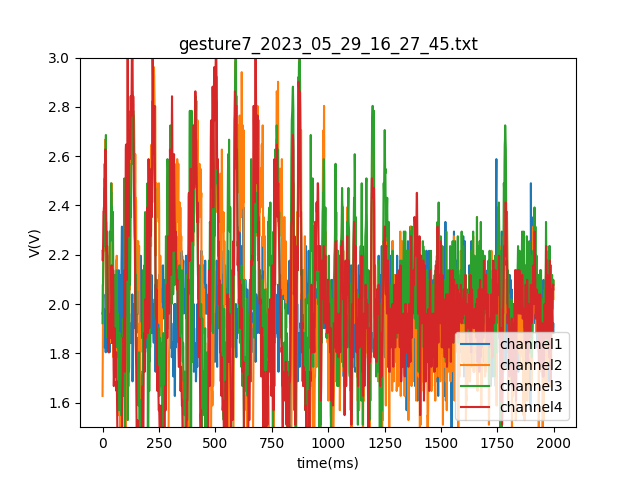 gesture7_2023_05_29_16_27_45.txt
3.0
2.8
2.6
2.4
2.2
2.0
1.8
1.6
V(V)
channel1
channel2
channel3
channel4
0 250 500 750 1000 1250 1500 1750 2000
time(ms)